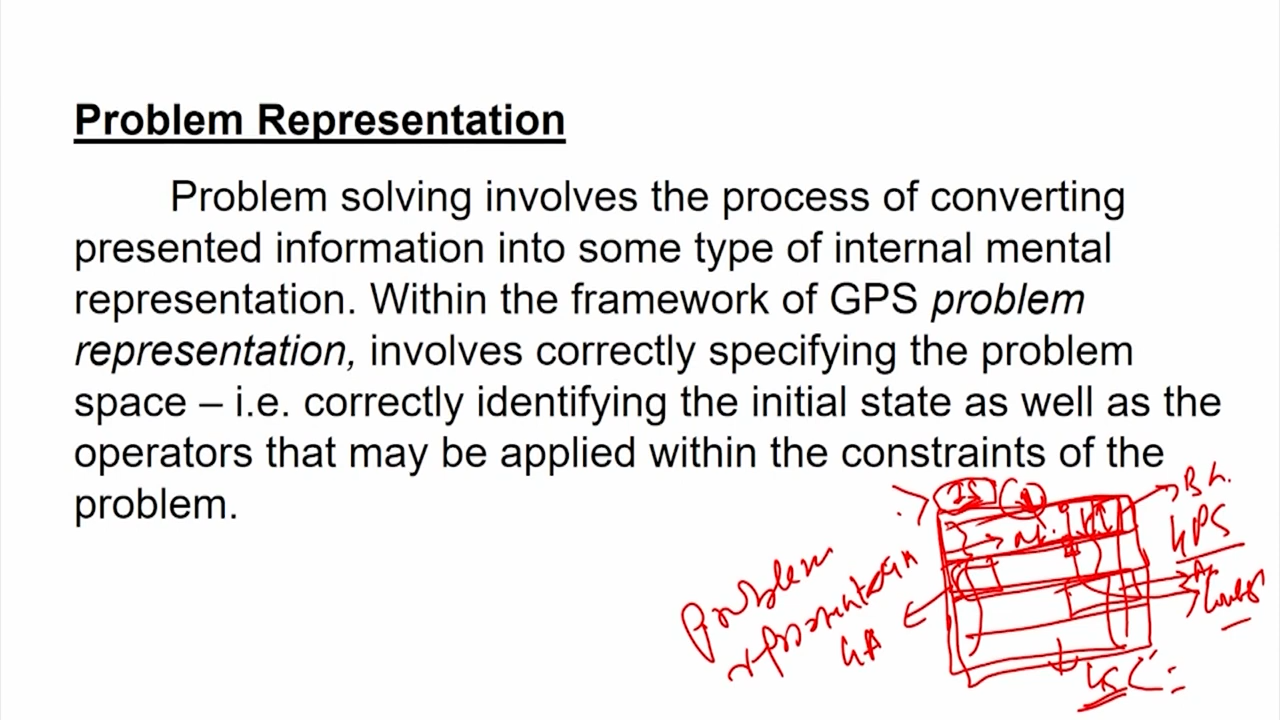 Problem Representation
Problem solving involves the process of converting
presented information into some type of internal mental
representation. Within the framework of GPS problem
representation, involves correctly specifying the problem
space – i.e. correctly identifying the initial state as well as the
operators that may be applied within the constraints of the
problem.
IS
GPS
Problem